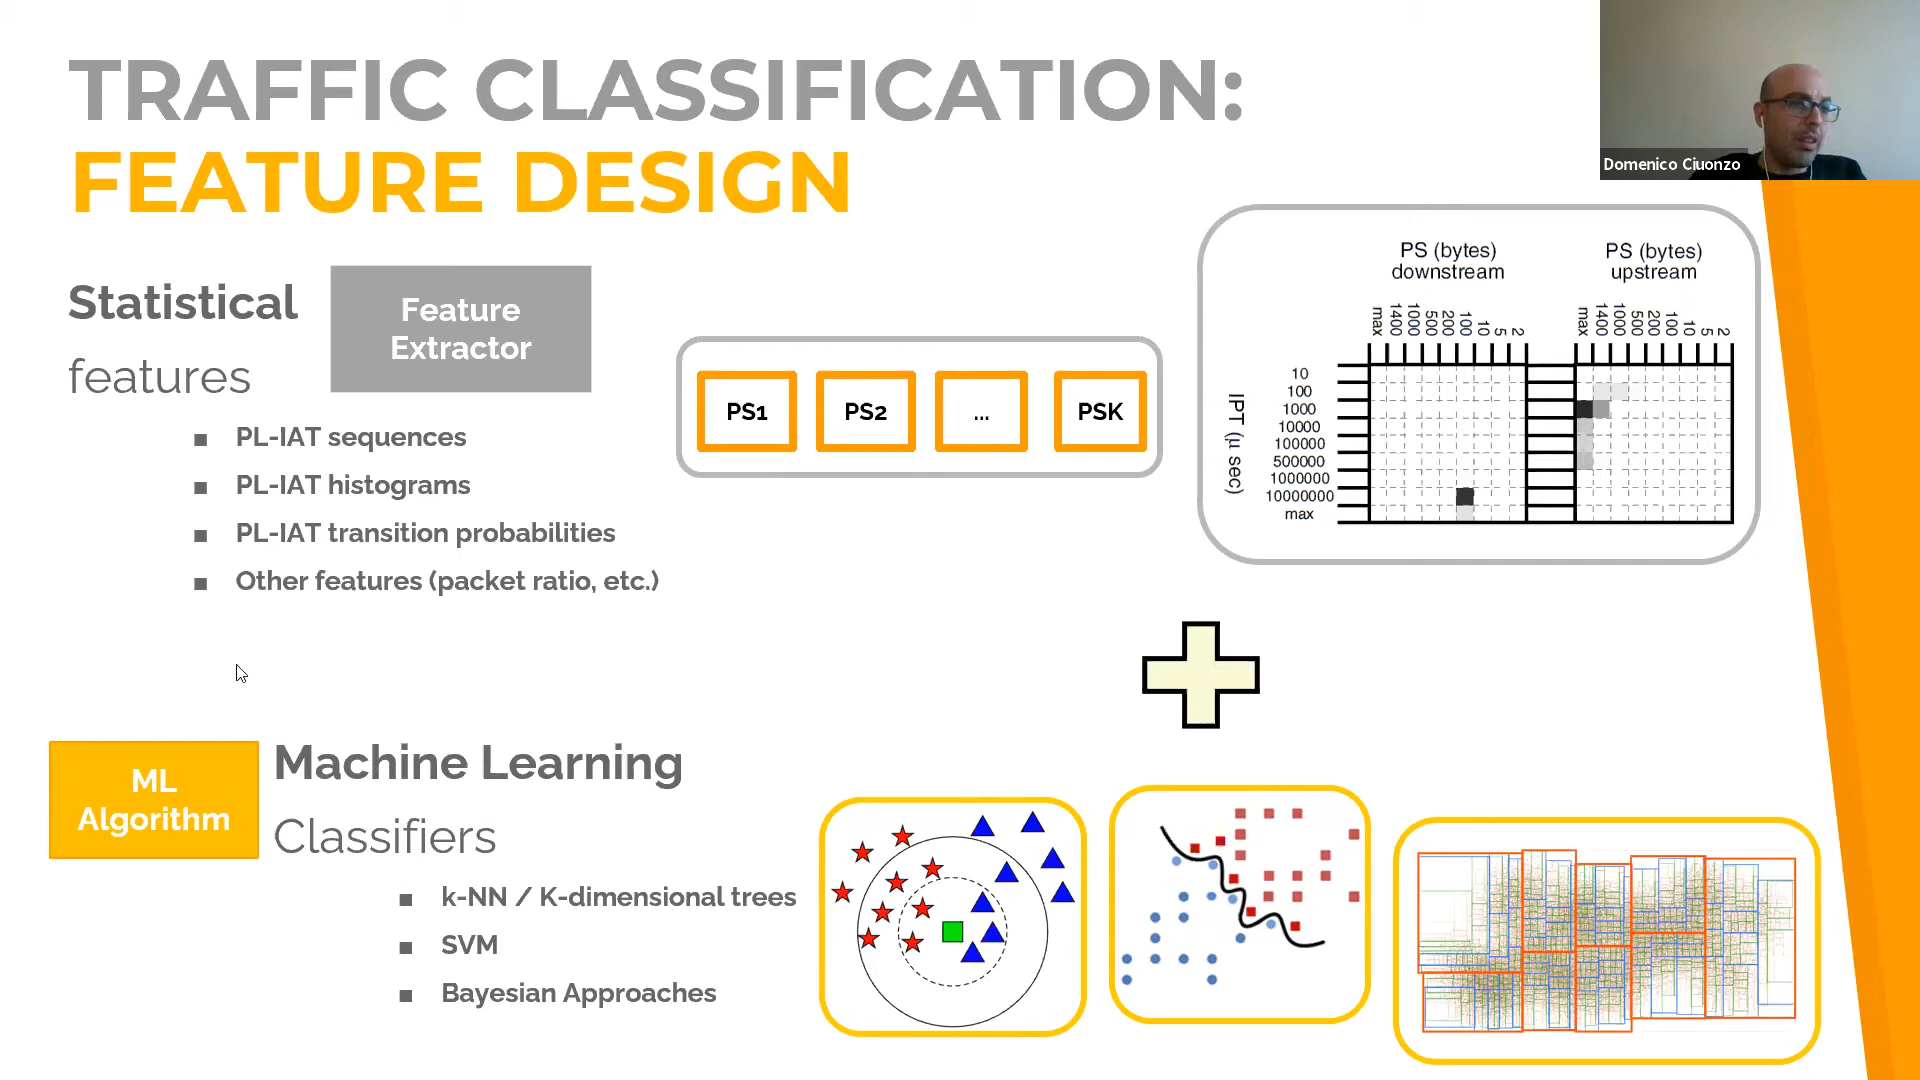 TRAFFIC CLASSIFICATION:
FEATURE DESIGN
Domenico Ciuonzo
Statistical
features
Feature
Extractor
■ PL-IAT sequences
■ PL-IAT histograms
■ PL-IAT transition probabilities
■ Other features (packet ratio, etc.)
PS1 PS2 ... PSK
PS (bytes)
downstream
PS (bytes)
upstream
max 1400 1000 500 200 100 10 5 2
max 1400 1000 500 200 100 10 5 2
IPT (μ sec)
10
100
1000
10000
100000
500000
1000000
10000000
max
ML
Algorithm
Machine Learning
Classifiers
■ k-NN / K-dimensional trees
■ SVM
■ Bayesian Approaches